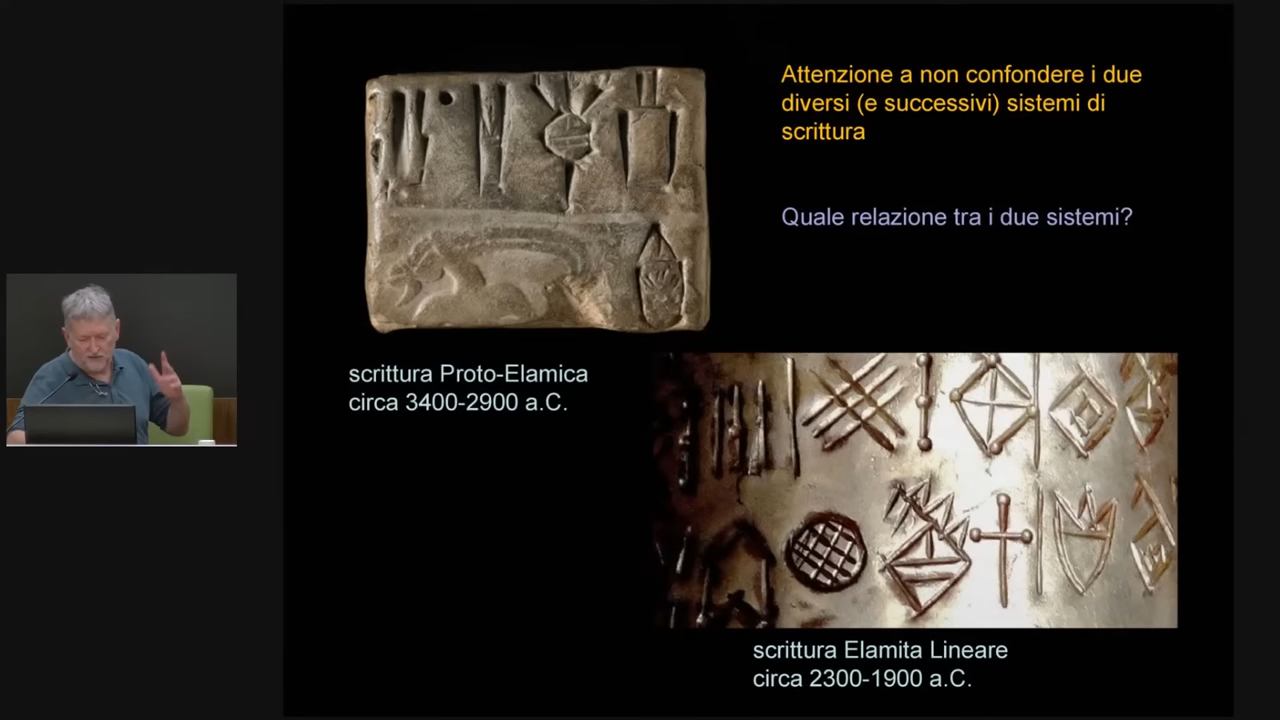 Attenzione a non confondere i due
diversi (e successivi) sistemi di
scrittura
Quale relazione tra i due sistemi?
scrittura Proto-Elamica
circa 3400-2900 a.C.
scrittura Elamita Lineare
circa 2300-1900 a.C.